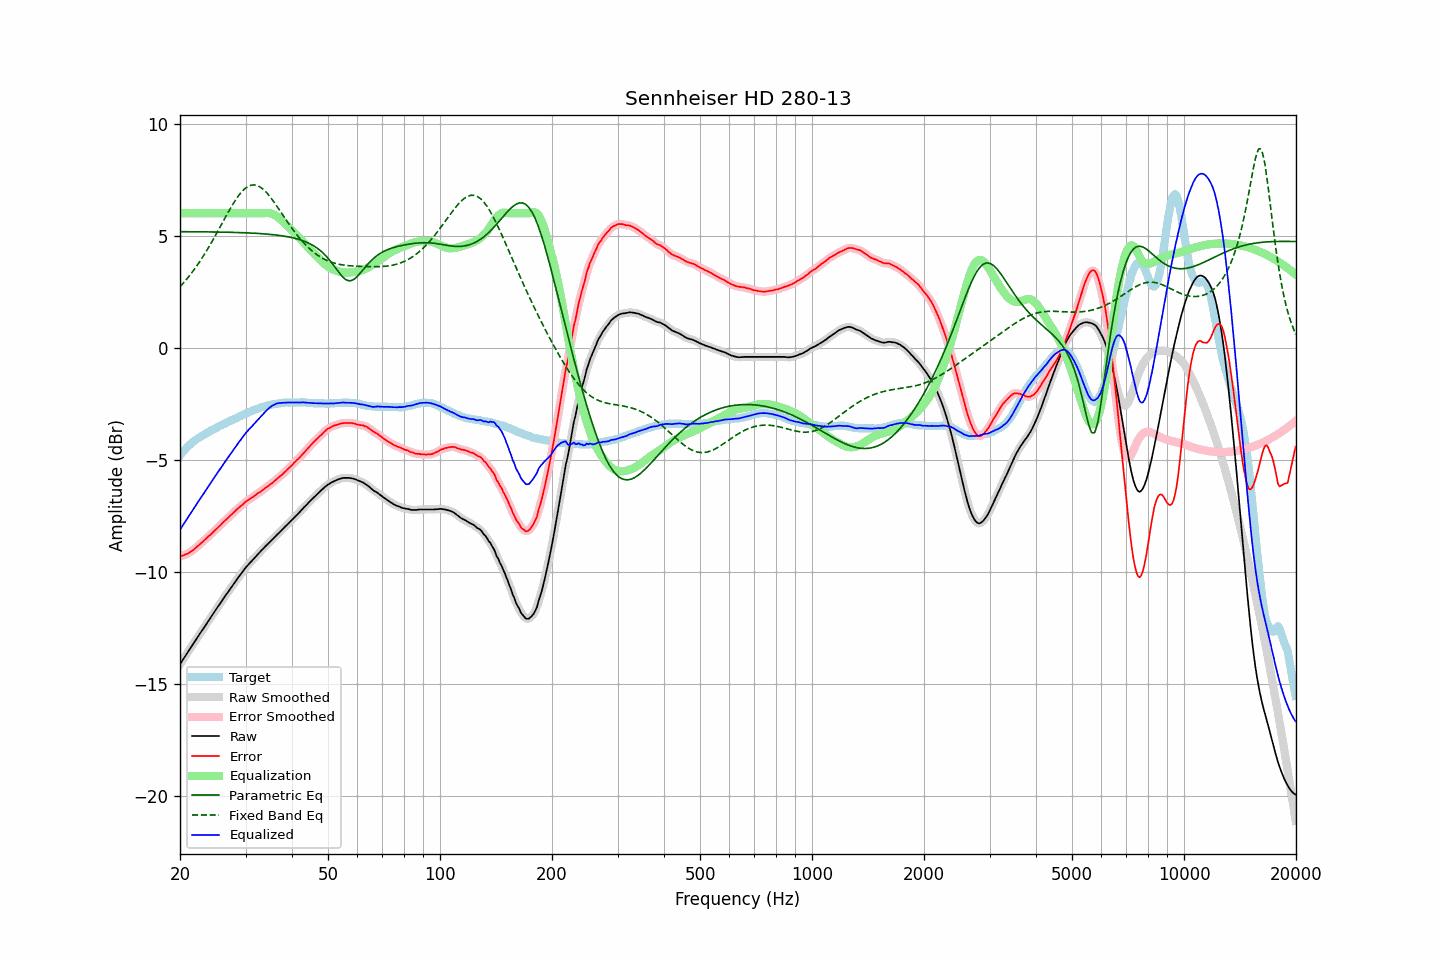 Sennheiser HD 280-13
Amplitude (dBr)
10
5
0
−5
−10
−15
−20
Target
Raw Smoothed
Error Smoothed
Raw
Error
Equalization
Parametric Eq
Fixed Band Eq
Equalized
20 50 100 200 500 1000 2000 5000 10000 20000
Frequency (Hz)